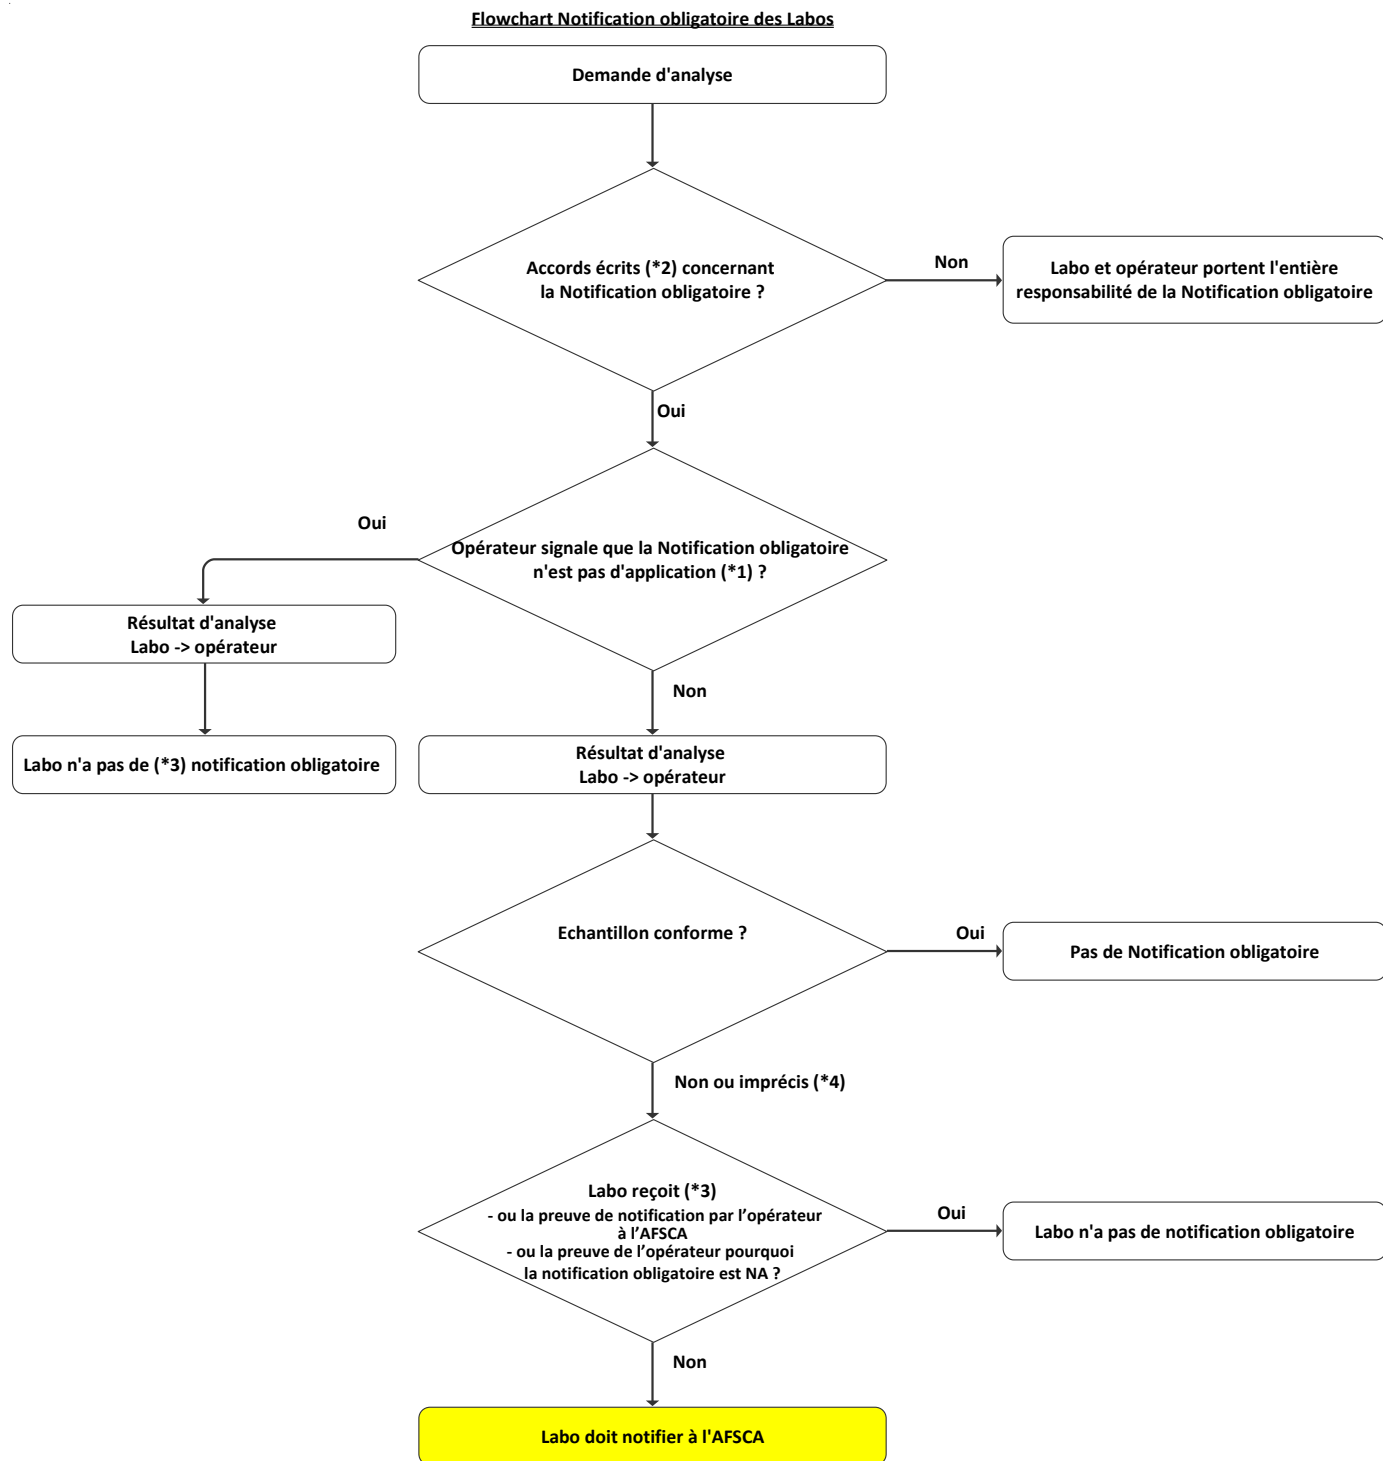 Flowchart Notification obligatoire des Labos
Demande d'analyse
Accords écrits (*2) concernant
la Notification obligatoire ?
Non
Labo et opérateur portent l'entière
responsabilité de la Notification obligatoire
Oui
Oui
Opérateur signale que la Notification obligatoire
n'est pas d'application (*1) ?
Résultat d'analyse
Labo -> opérateur
Non
Labo n'a pas de (*3) notification obligatoire
Résultat d'analyse
Labo -> opérateur
Echantillon conforme ?
Oui
Pas de Notification obligatoire
Non ou imprécis (*4)
Labo reçoit (*3)
- ou la preuve de notification par l’opérateur
à l’AFSCA
- ou la preuve de l’opérateur pourquoi
la notification obligatoire est NA ?
Oui
Labo n'a pas de notification obligatoire
Non
Labo doit notifier à l'AFSCA